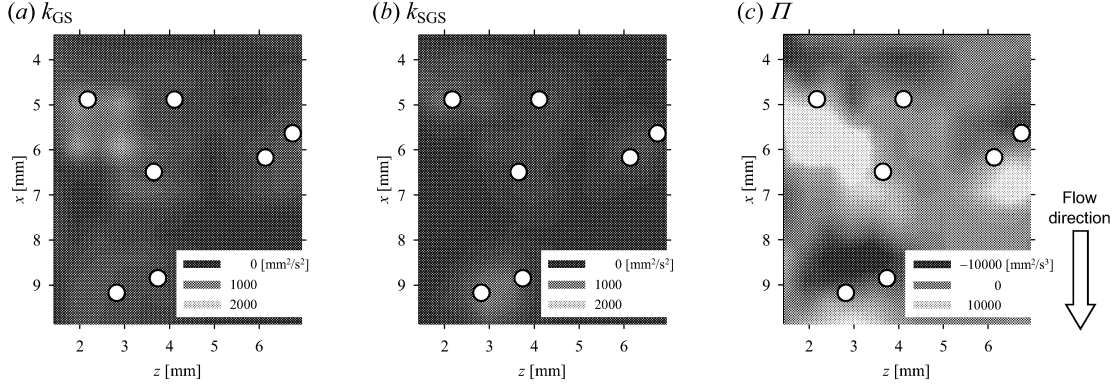 (a) k_GS
(b) k_SGS
(c) Π
4
5
6
7
8
9
x [mm]
0 [mm²/s²]
1000
2000
2 3 4 5 6
z [mm]
4
5
6
7
8
9
x [mm]
0 [mm²/s²]
1000
2000
2 3 4 5 6
z [mm]
4
5
6
7
8
9
x [mm]
−10000 [mm²/s³]
0
10000
2 3 4 5 6
z [mm]
Flow
direction